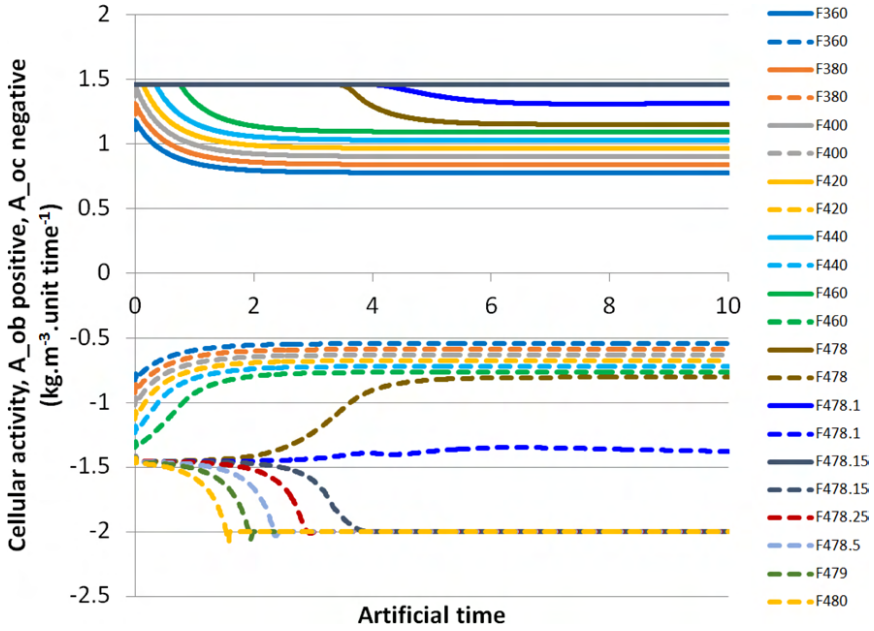 Cellular activity, A_ob positive, A_oc negative
(kg.m-3.unit time-1)
2
1.5
1
0.5
0
-0.5
-1
-1.5
-2
-2.5
0 2 4 6 8 10
Artificial time
F360
F360
F380
F380
F400
F400
F420
F420
F440
F440
F460
F460
F478
F478
F478.1
F478.1
F478.15
F478.15
F478.25
F478.5
F479
F480